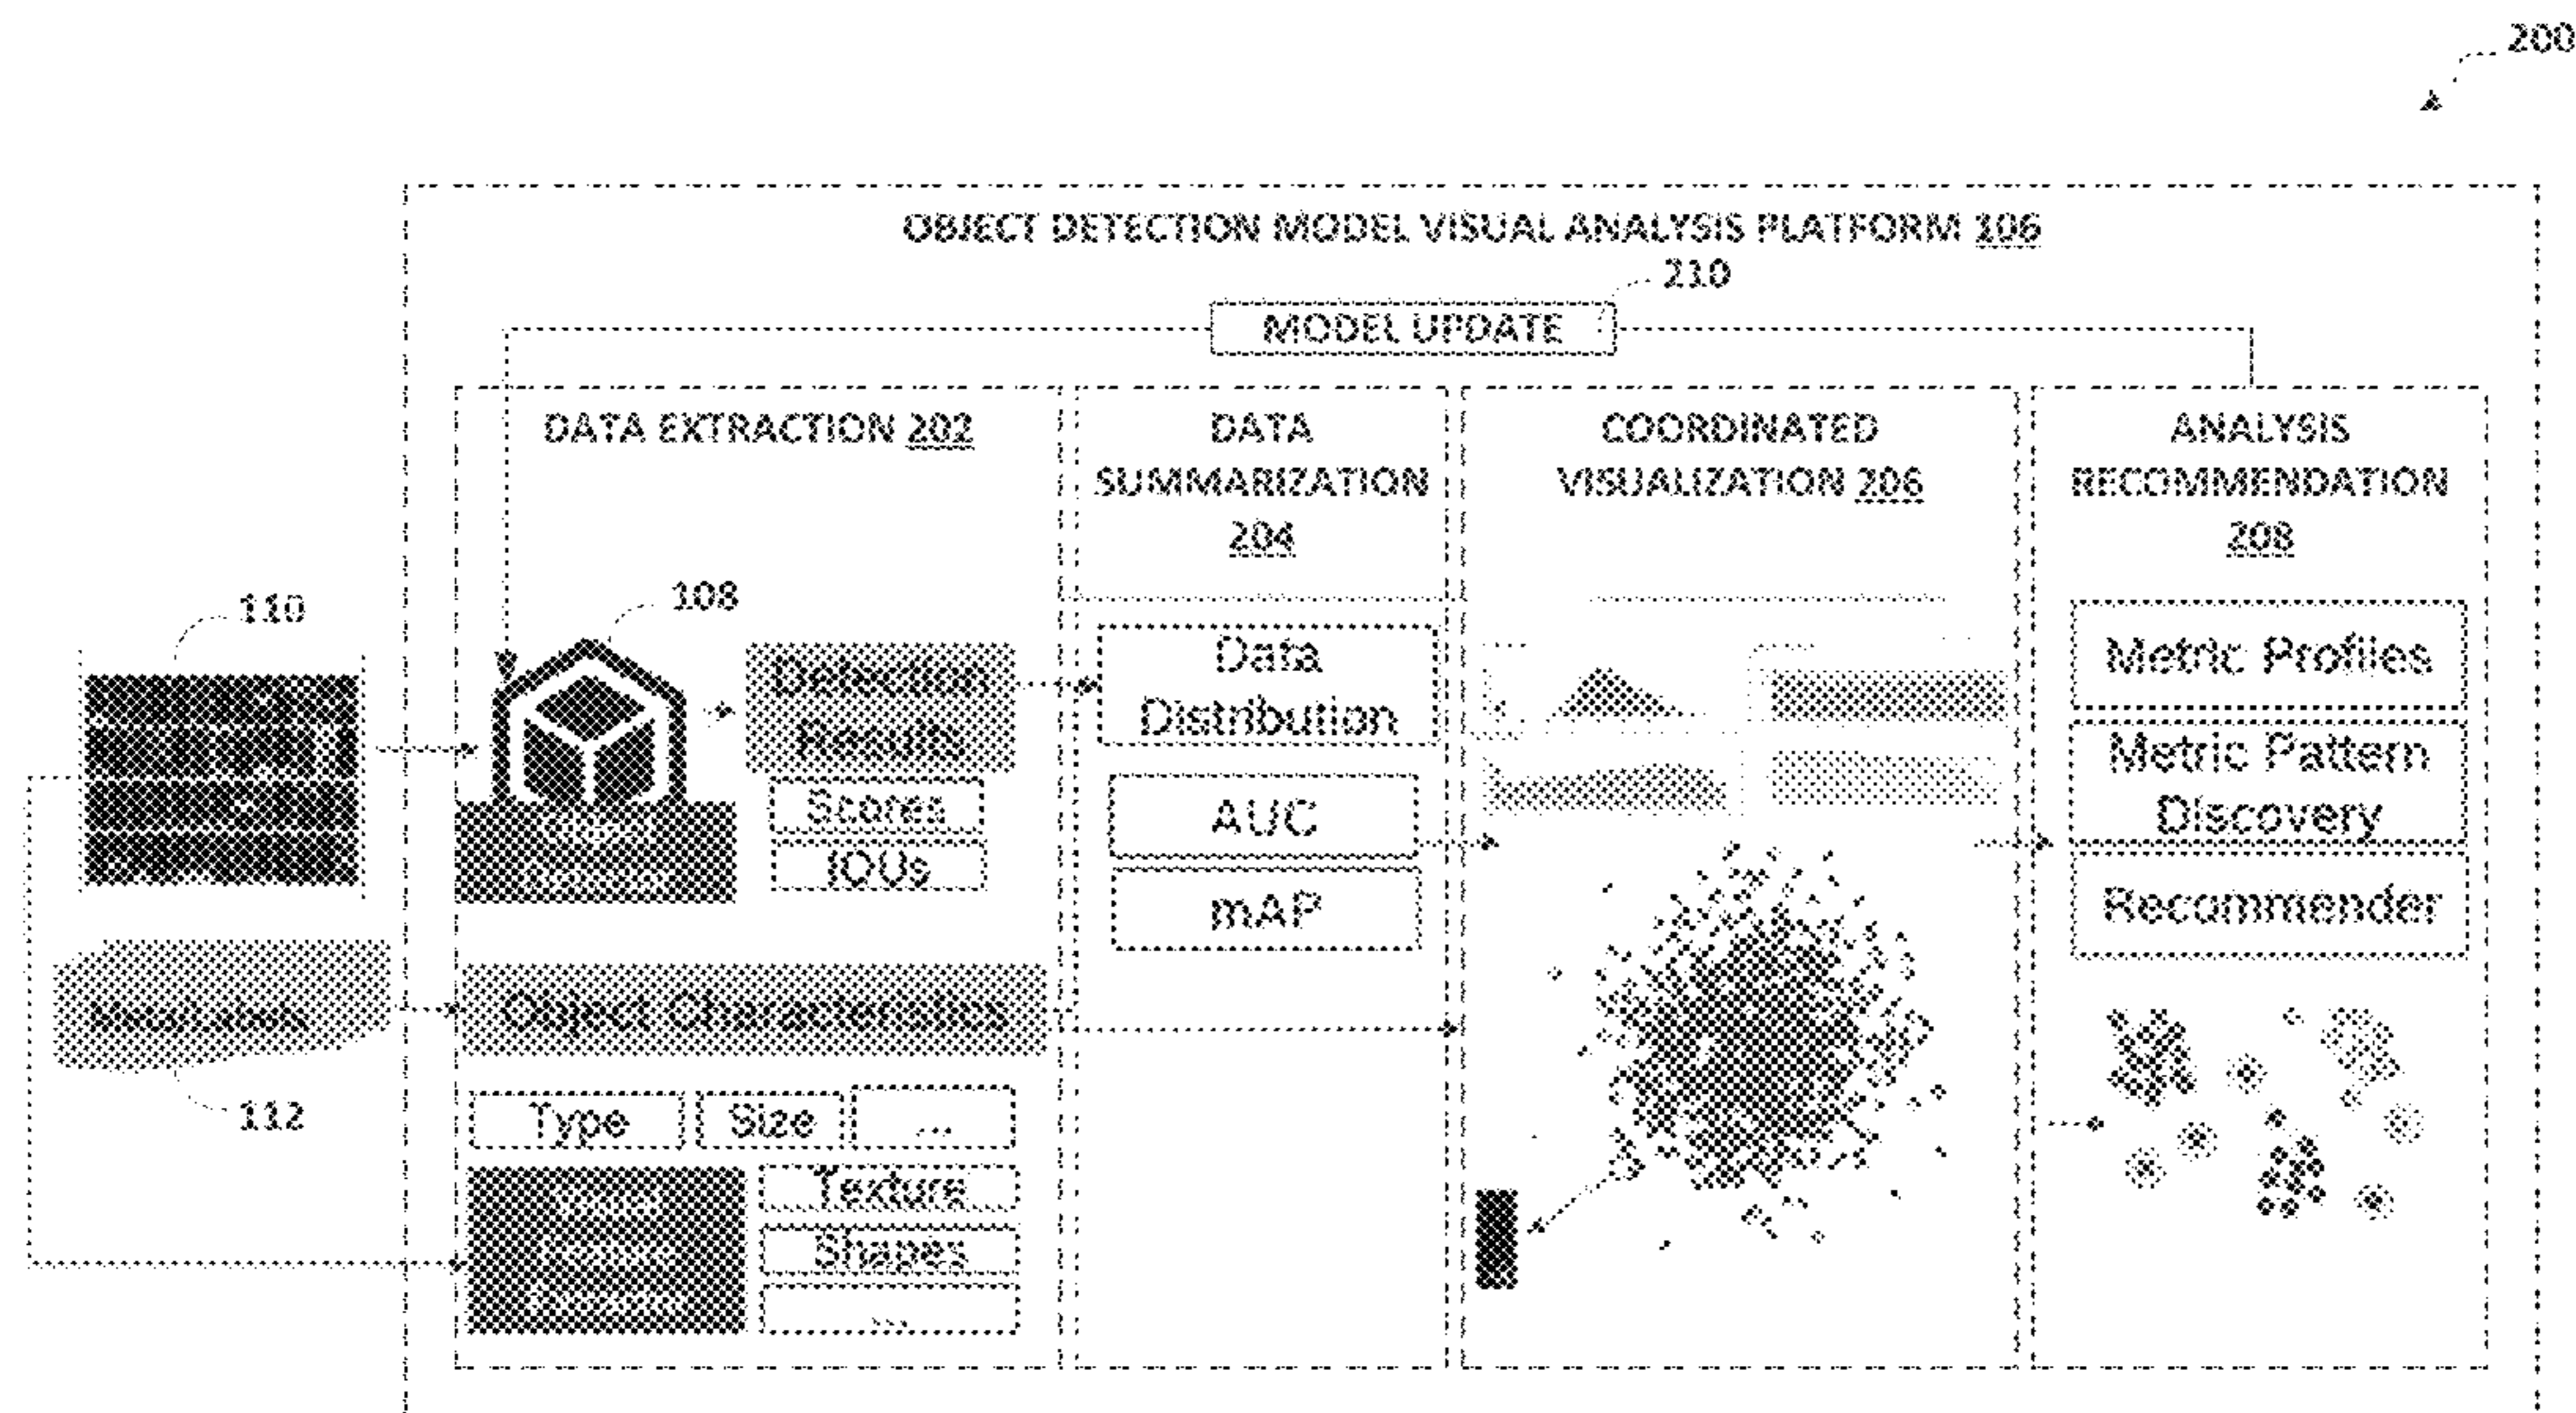 200
OBJECT DETECTION MODEL VISUAL ANALYSIS PLATFORM 106
210
MODEL UPDATE
DATA EXTRACTION 202
DATA
SUMMARIZATION
204
COORDINATED
VISUALIZATION 206
ANALYSIS
RECOMMENDATION
208
110
108
Detection
Results
Scores
IOUs
Data
Distribution
AUC
mAP
Metric Profiles
Metric Pattern
Discovery
Recommender
112
Object Characteristics
Type
Size
...
Texture
Shapes
...